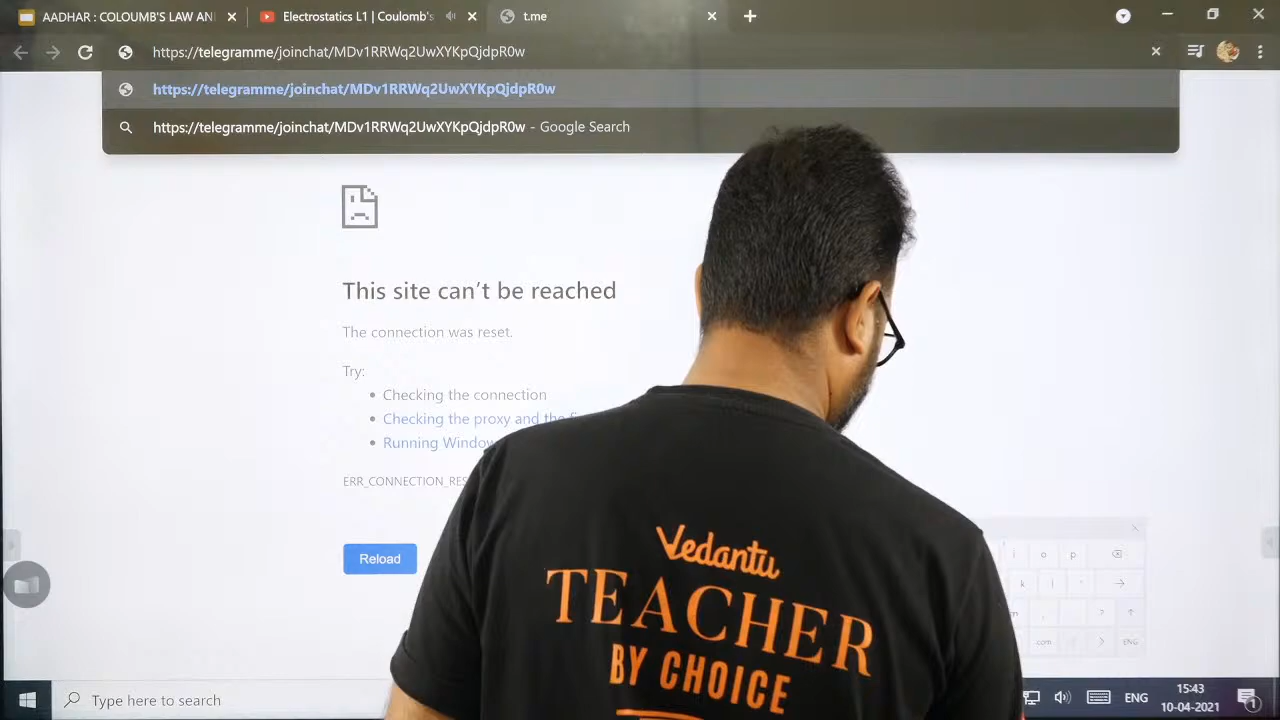 AADHAR : COLOUMB'S LAW AN
Electrostatics L1 | Coulomb's
t.me
https://telegramme/joinchat/MDv1RRWq2UwXYKpQjdpR0w
https://telegramme/joinchat/MDv1RRWq2UwXYKpQjdpR0w
https://telegramme/joinchat/MDv1RRWq2UwXYKpQjdpR0w - Google Search
This site can't be reached
The connection was reset.
Try:
Checking the connection
Checking the proxy and the
Running Window
ERR_CONNECTION_RES
Reload
Vedantu
TEACHER
BY CHOICE
i o p
k l
.com ENG
Type here to search
ENG
15:43
10-04-2021
1